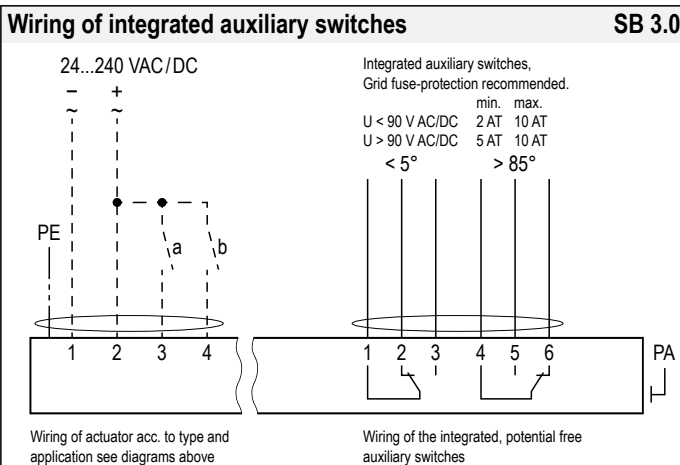 Wiring of integrated auxiliary switches SB 3.0
24...240 VAC/DC
− +
~ ~
Integrated auxiliary switches,
Grid fuse-protection recommended.
min. max.
U < 90 V AC/DC 2 AT 10 AT
U > 90 V AC/DC 5 AT 10 AT
< 5° > 85°
PE
a b
1 2 3 4 1 2 3 4 5 6 PA
Wiring of actuator acc. to type and
application see diagrams above
Wiring of the integrated, potential free
auxiliary switches